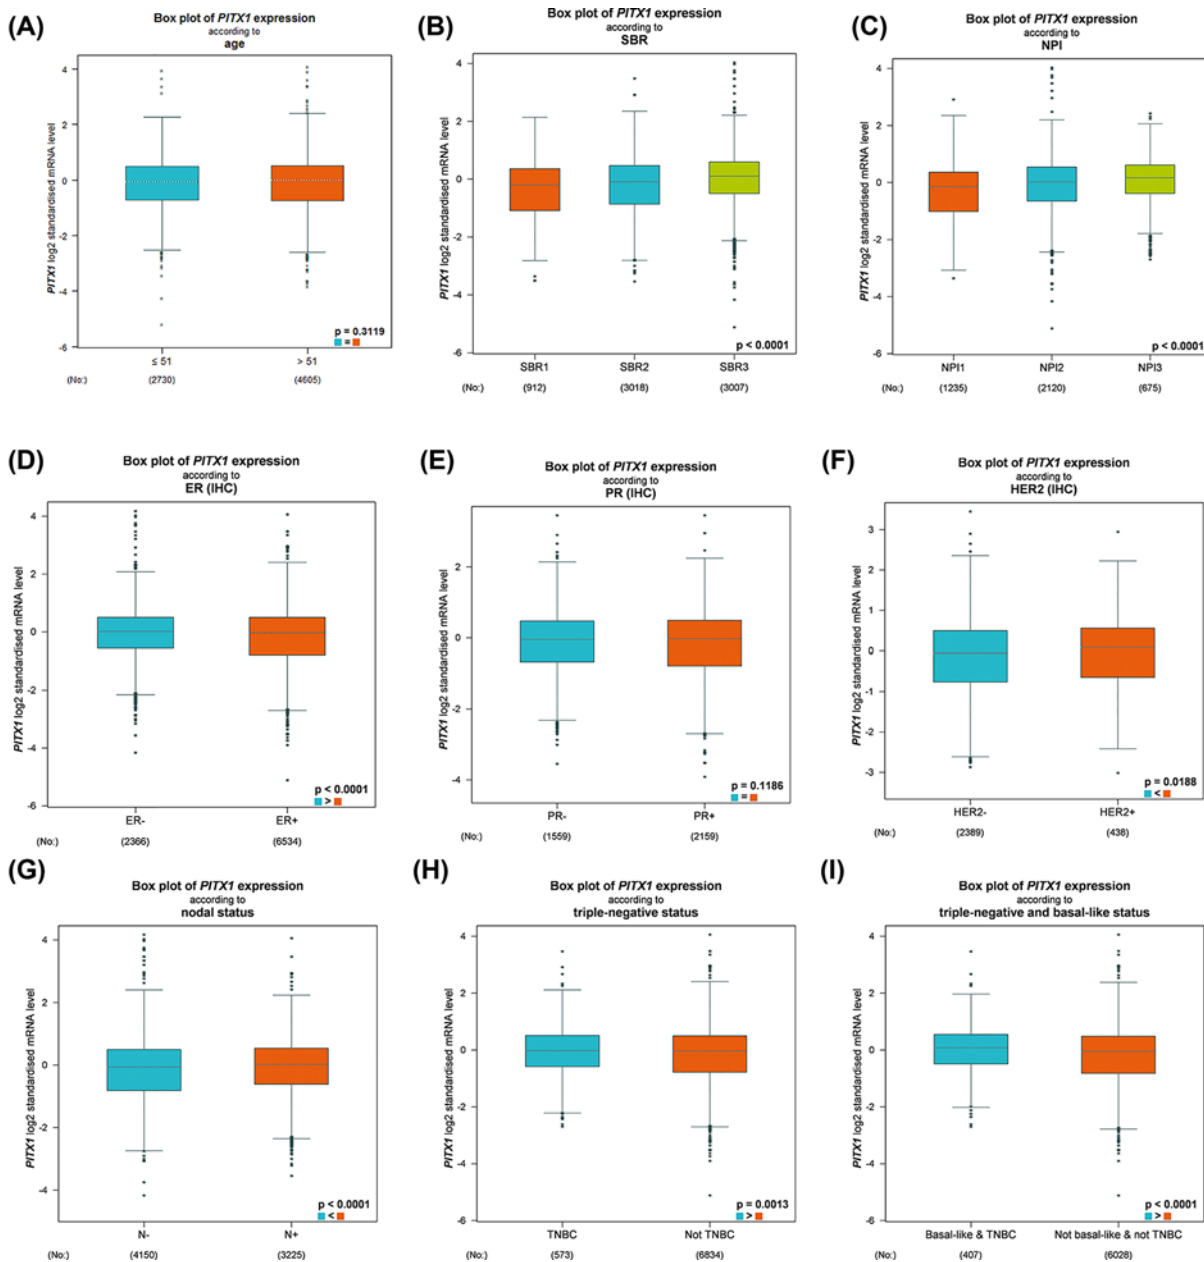 (A)
Box plot of PITX1 expression
according to
age
PITX1 log2 standardised mRNA level
4
2
0
-2
-4
-6
p = 0.3119
=
≤ 51
> 51
(No:)
(2730)
(4605)
(B)
Box plot of PITX1 expression
according to
SBR
PITX1 log2 standardised mRNA level
4
2
0
-2
-4
-6
p < 0.0001
SBR1
SBR2
SBR3
(No:)
(912)
(3018)
(3007)
(C)
Box plot of PITX1 expression
according to
NPI
PITX1 log2 standardised mRNA level
4
2
0
-2
-4
-6
p < 0.0001
NPI1
NPI2
NPI3
(No:)
(1235)
(2120)
(675)
(D)
Box plot of PITX1 expression
according to
ER (IHC)
PITX1 log2 standardised mRNA level
4
2
0
-2
-4
-6
p < 0.0001
>
ER-
ER+
(No:)
(2366)
(6534)
(E)
Box plot of PITX1 expression
according to
PR (IHC)
PITX1 log2 standardised mRNA level
2
0
-2
-4
p = 0.1186
=
PR-
PR+
(No:)
(1559)
(2159)
(F)
Box plot of PITX1 expression
according to
HER2 (IHC)
PITX1 log2 standardised mRNA level
3
2
1
0
-1
-2
-3
p = 0.0188
<
HER2-
HER2+
(No:)
(2389)
(438)
(G)
Box plot of PITX1 expression
according to
nodal status
PITX1 log2 standardised mRNA level
4
2
0
-2
-4
p < 0.0001
<
N-
N+
(No:)
(4150)
(3225)
(H)
Box plot of PITX1 expression
according to
triple-negative status
PITX1 log2 standardised mRNA level
4
2
0
-2
-4
-6
p = 0.0013
>
TNBC
Not TNBC
(No:)
(573)
(6834)
(I)
Box plot of PITX1 expression
according to
triple-negative and basal-like status
PITX1 log2 standardised mRNA level
4
2
0
-2
-4
-6
p < 0.0001
>
Basal-like & TNBC
Not basal-like & not TNBC
(No:)
(407)
(6028)